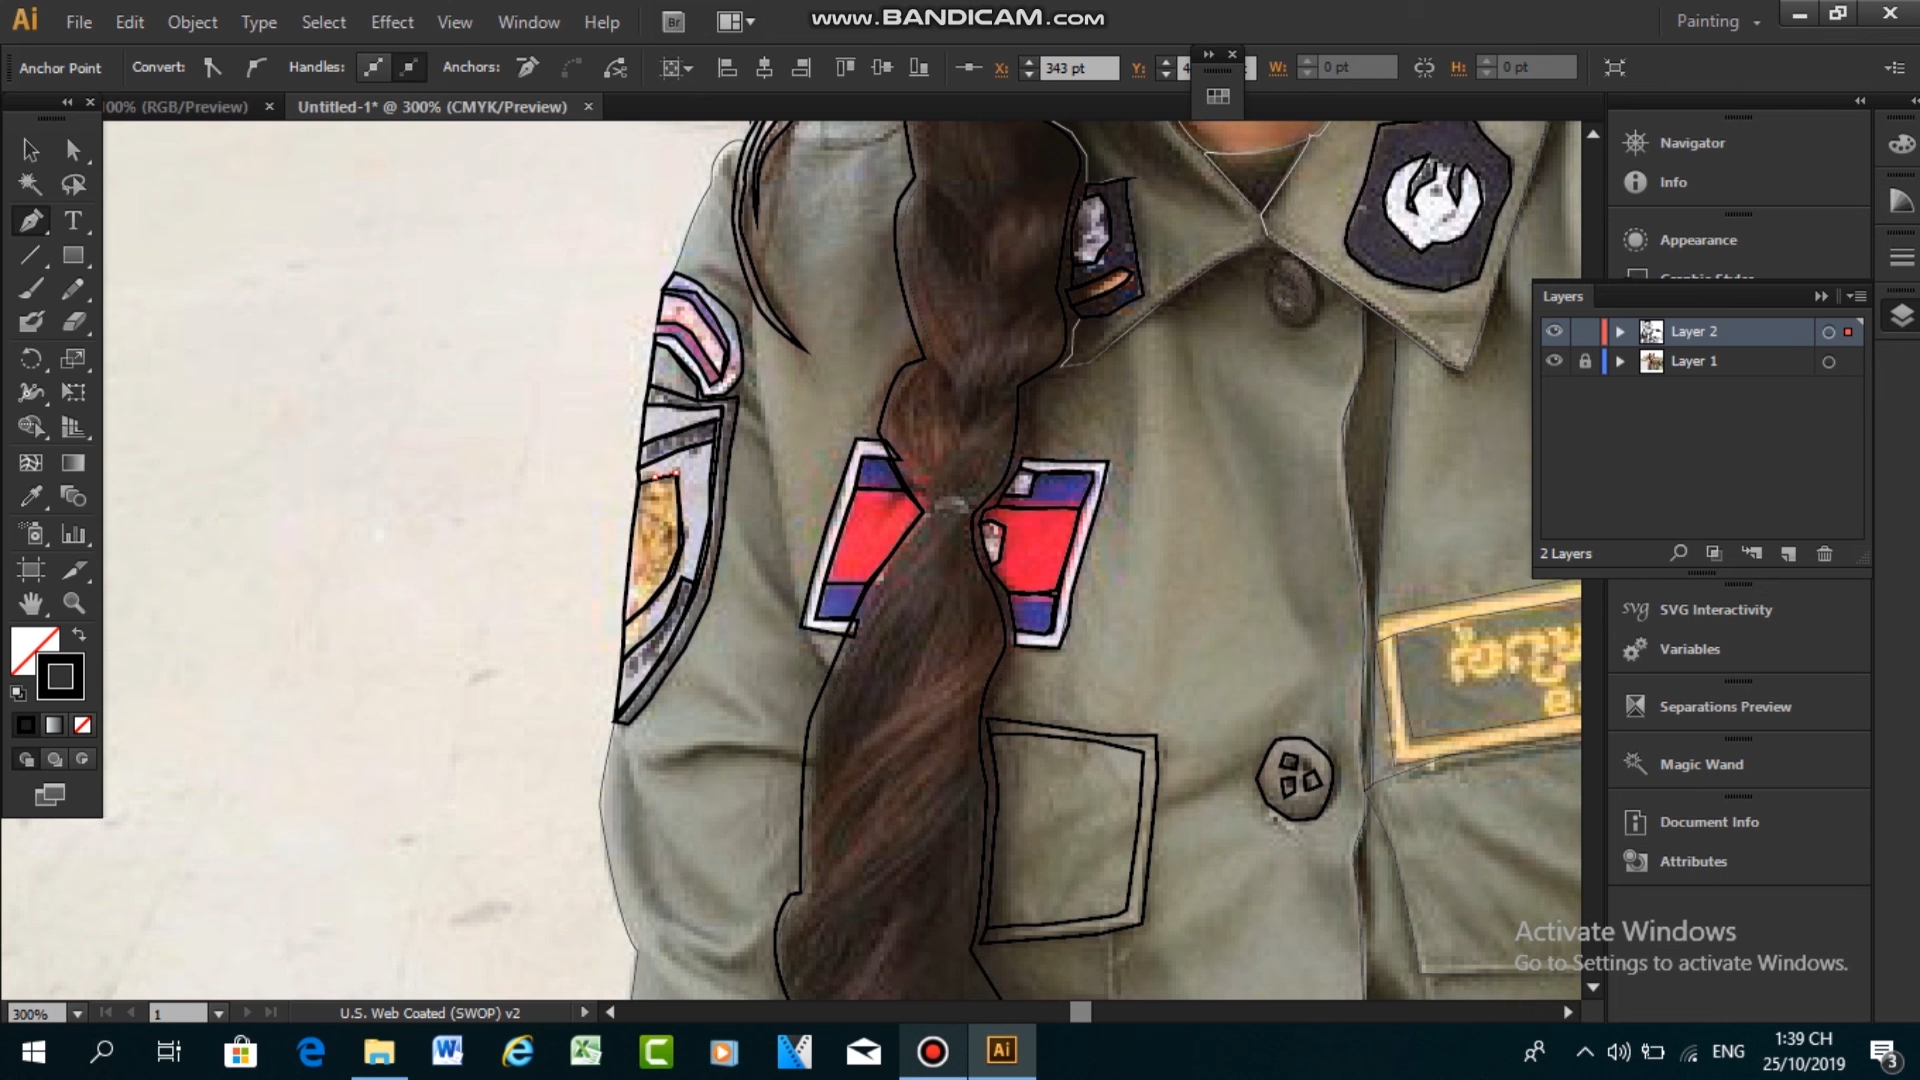 Ai File Edit Object Type Select Effect View Window Help Br www.BANDICAM.com Painting
Anchor Point Convert: Handles: Anchors: X: 343 pt Y: 4 W: 0 pt H: 0 pt
00% (RGB/Preview) × Untitled-1* @ 300% (CMYK/Preview) ×
Navigator
Info
Appearance
Layers
Layer 2
Layer 1
2 Layers
SVG Interactivity
Variables
Separations Preview
Magic Wand
Document Info
Attributes
Activate Windows
Go to Settings to activate Windows.
300% 1 U.S. Web Coated (SWOP) v2
ENG
1:39 CH
25/10/2019
3